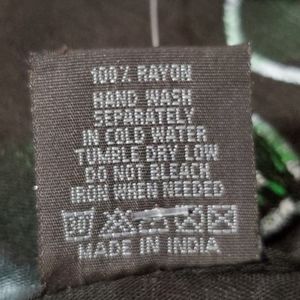 100% RAYON
HAND WASH
SEPARATELY
IN COLD WATER
TUMBLE DRY LOW
DO NOT BLEACH
IRON WHEN NEEDED
MADE IN INDIA